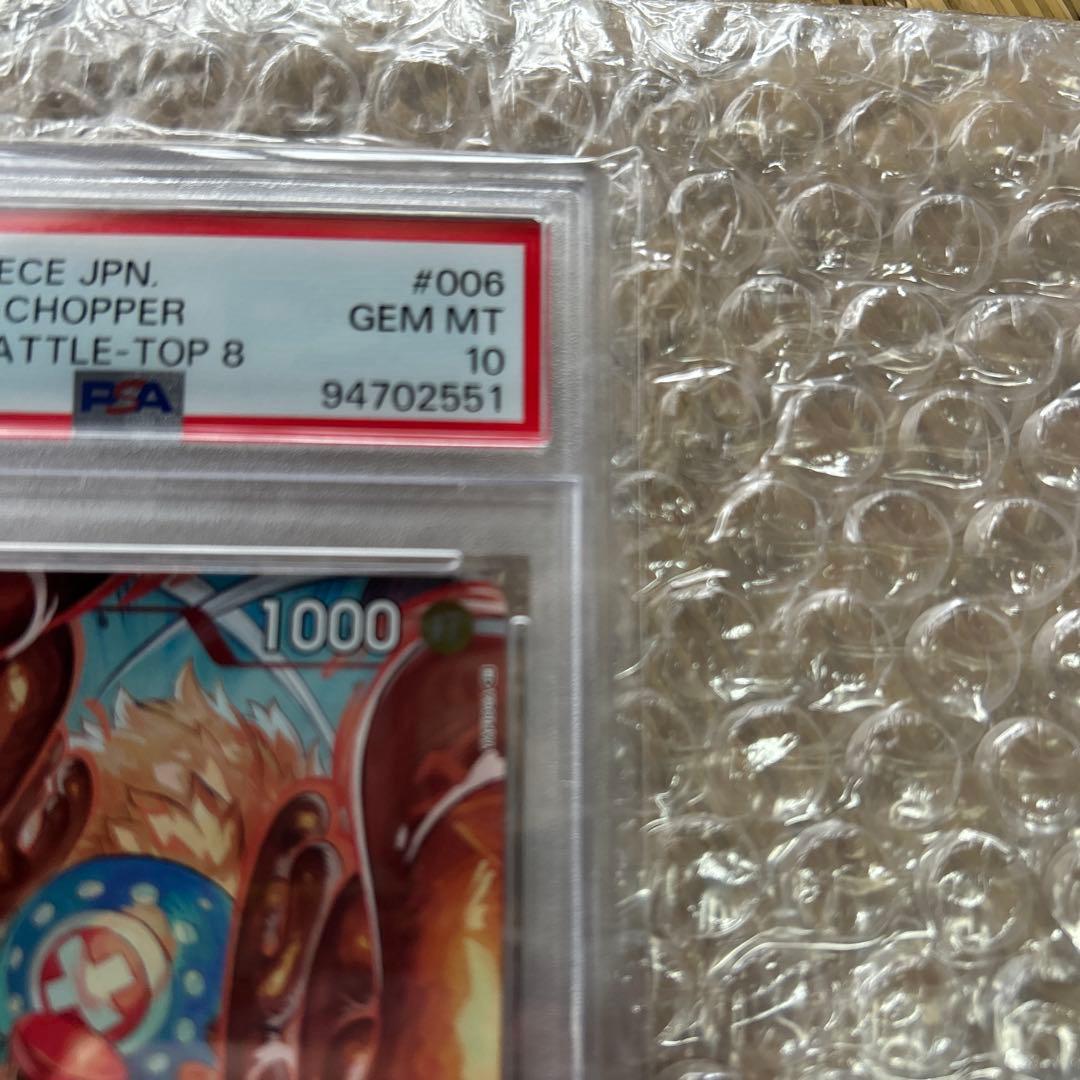 ECE JPN. #006
CHOPPER GEM MT
ATTLE-TOP 8 10
PSA 94702551
1000